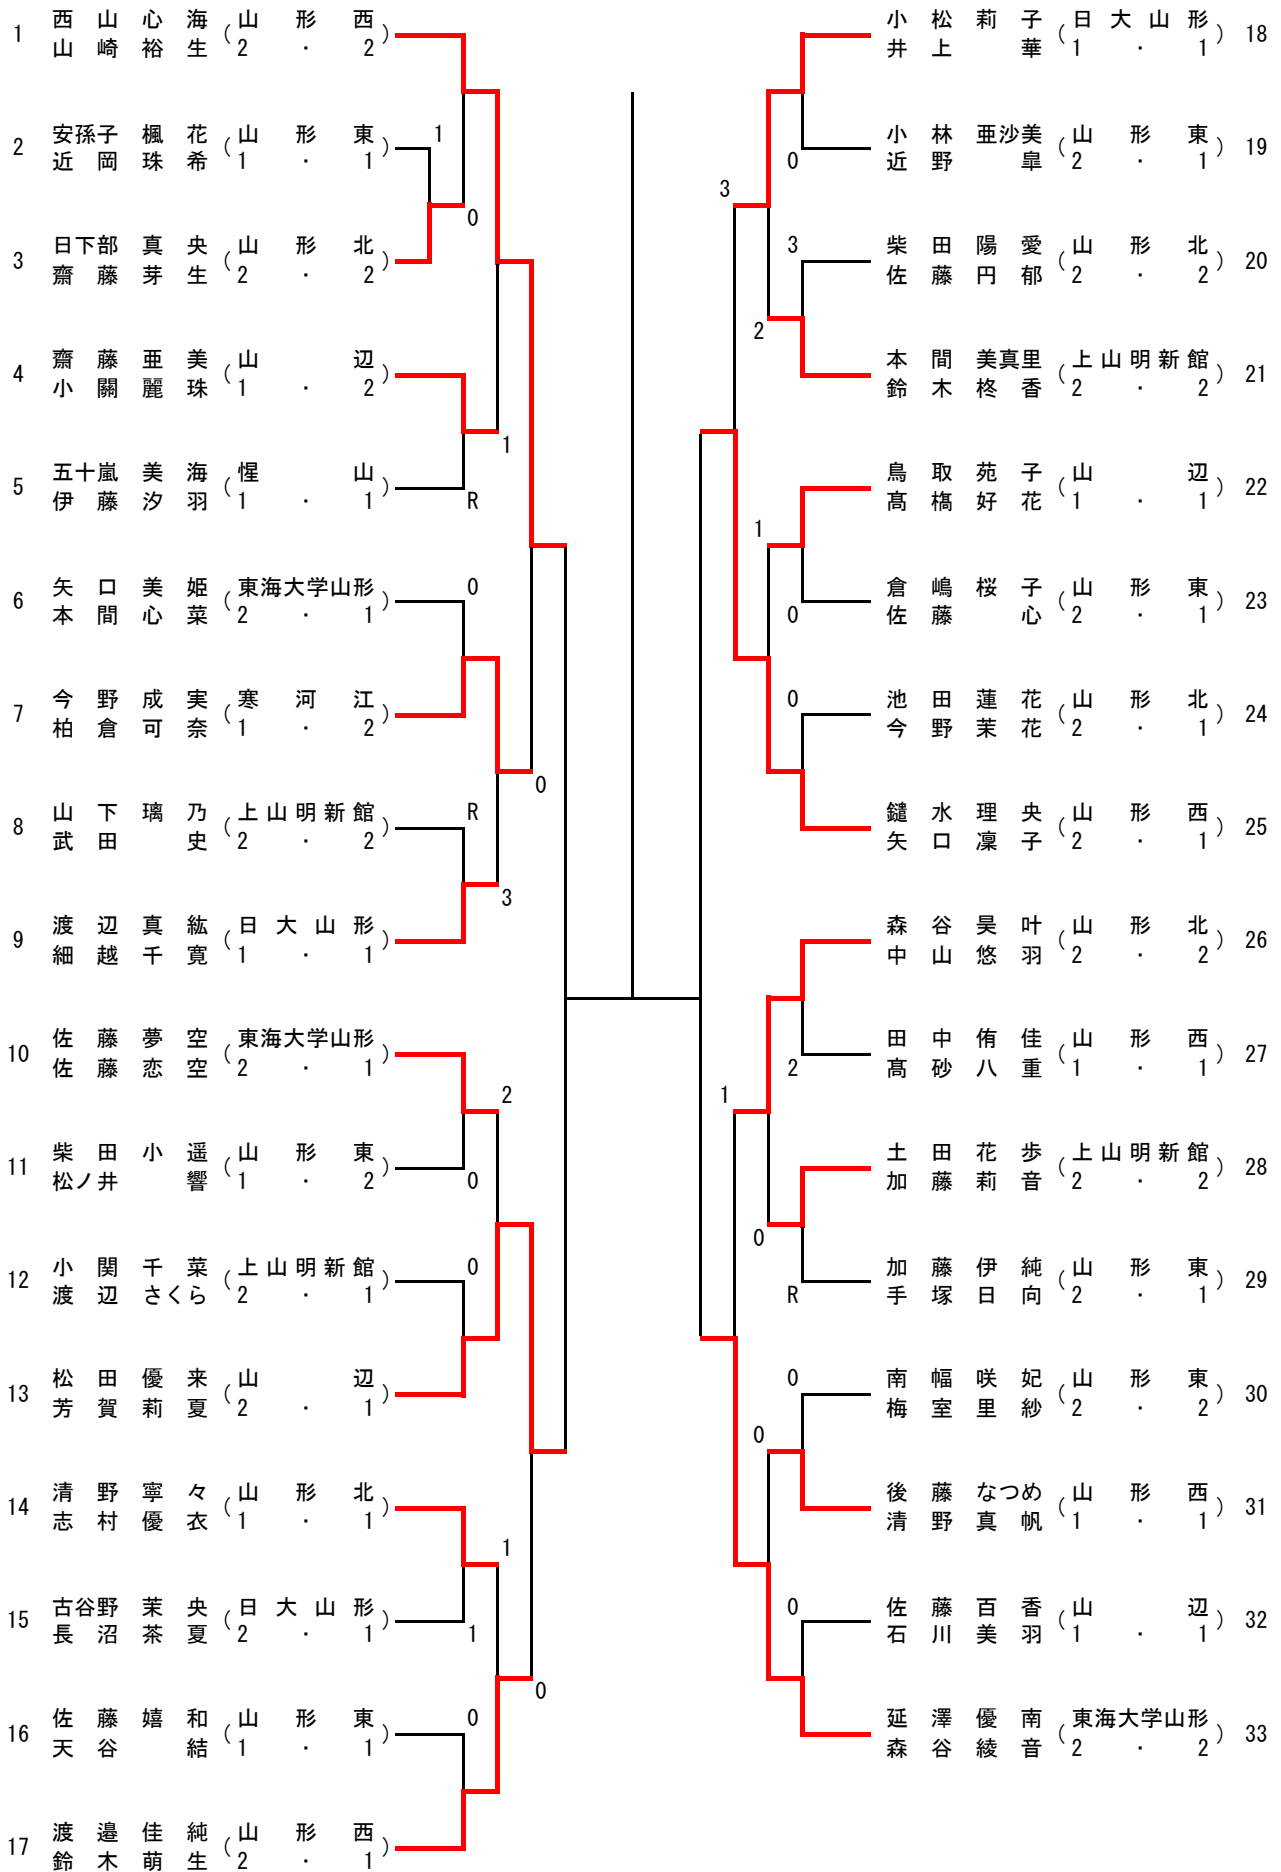 1 西山心海 (山形西)
山崎裕生 2・2
2 安孫子楓花 (山形東) 1
近岡珠希 1・1
0
3 日下部真央 (山形北)
齋藤芽生 2・2
4 齋藤亜美 (山辺)
小關麗珠 1・2
1
5 五十嵐美海 (惺山)
伊藤汐羽 1・1 R
6 矢口美姫 (東海大学山形) 0
本間心菜 2・1
7 今野成実 (寒河江)
柏倉可奈 1・2
0
8 山下璃乃 (上山明新館) R
武田史 2・2
3
9 渡辺真紘 (日大山形)
細越千寛 1・1
10 佐藤夢空 (東海大学山形)
佐藤恋空 2・1
2
11 柴田小遥 (山形東)
松ノ井響 1・2 0
12 小関千菜 (上山明新館) 0
渡辺さくら 2・1
13 松田優来 (山辺)
芳賀莉夏 2・1
14 清野寧々 (山形北)
志村優衣 1・1
1
15 古谷野茉央 (日大山形)
長沼茶夏 2・1 1
0
16 佐藤嬉和 (山形東) 0
天谷結 1・1
17 渡邉佳純 (山形西)
鈴木萌生 2・1
小松莉子 (日大山形) 18
井上華 1・1
小林亜沙美 (山形東) 19
0 近野皐 2・1
3
3 柴田陽愛 (山形北) 20
佐藤円郁 2・2
2
本間美真里 (上山明新館) 21
鈴木柊香 2・2
鳥取苑子 (山辺) 22
髙橋好花 1・1
1
倉嶋桜子 (山形東) 23
0 佐藤心 2・1
0 池田蓮花 (山形北) 24
今野茉花 2・1
鑓水理央 (山形西) 25
矢口凜子 2・1
森谷昊叶 (山形北) 26
中山悠羽 2・2
田中侑佳 (山形西) 27
2 髙砂八重 1・1
1
土田花歩 (上山明新館) 28
加藤莉音 2・2
0
加藤伊純 (山形東) 29
R 手塚日向 2・1
0 南幅咲妃 (山形東) 30
梅室里紗 2・2
0
後藤なつめ (山形西) 31
清野真帆 1・1
0 佐藤百香 (山辺) 32
石川美羽 1・1
延澤優南 (東海大学山形) 33
森谷綾音 2・2